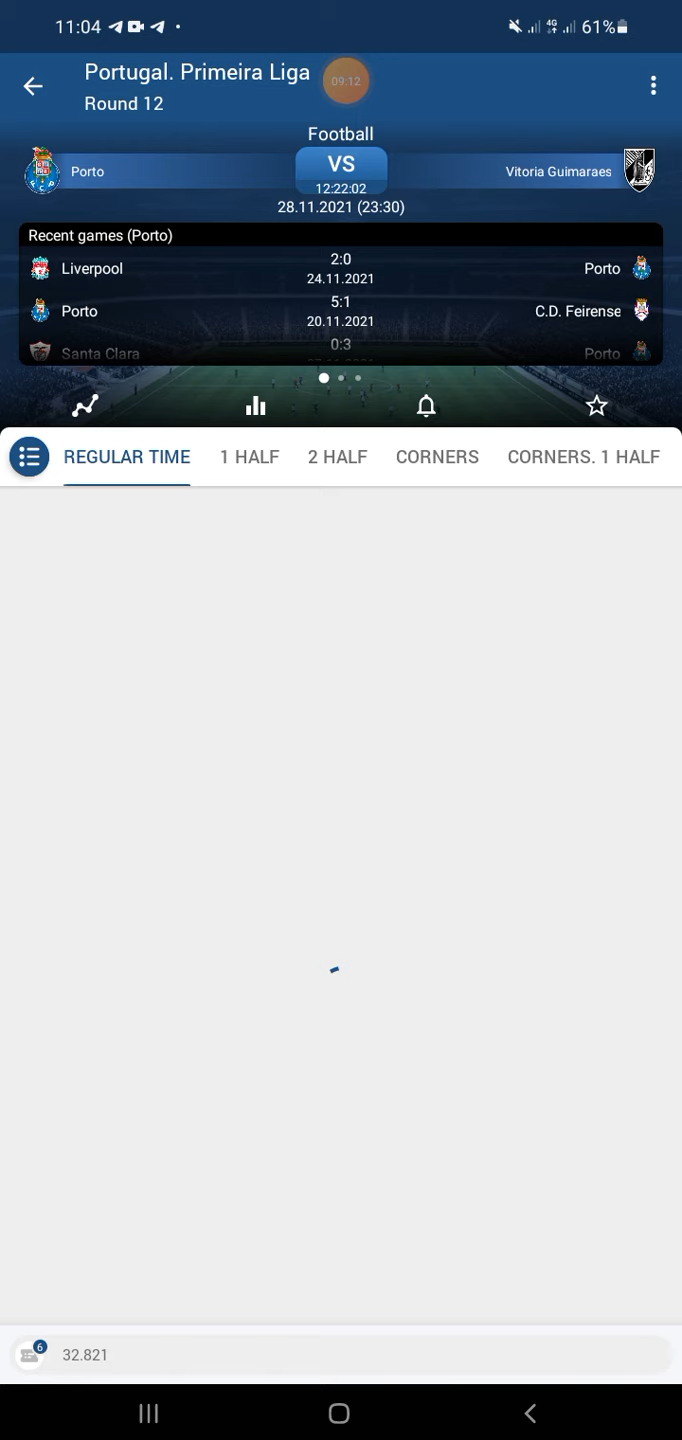 11:04 4G 61%
Portugal. Primeira Liga
09:12
Round 12
Football
Porto VS Vitoria Guimaraes
12:22:02
28.11.2021 (23:30)
Recent games (Porto)
Liverpool 2:0 Porto
24.11.2021
Porto 5:1 C.D. Feirense
20.11.2021
Santa Clara 0:3 Porto
REGULAR TIME 1 HALF 2 HALF CORNERS CORNERS. 1 HALF
6
32.821